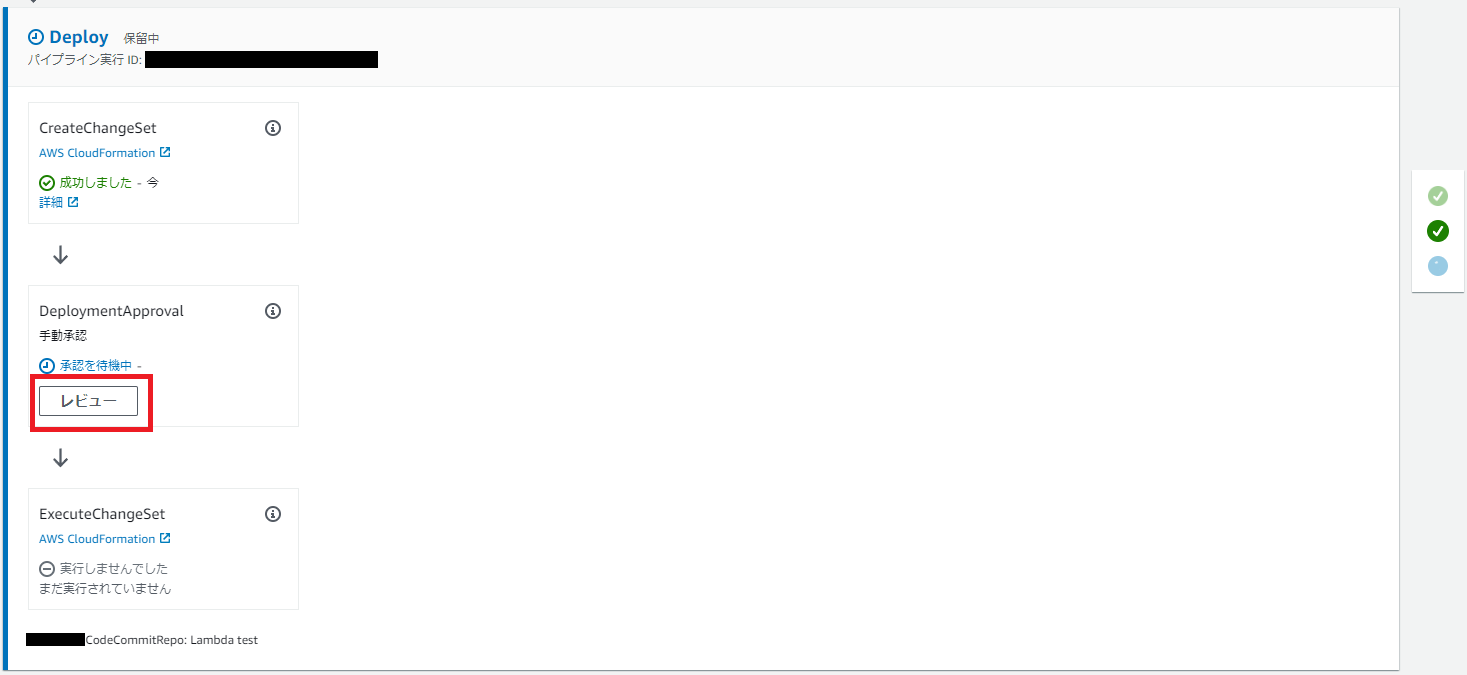 Deploy 保留中
パイプライン実行 ID:
CreateChangeSet
AWS CloudFormation
成功しました - 今
詳細
DeploymentApproval
手動承認
承認を待機中 -
レビュー
ExecuteChangeSet
AWS CloudFormation
実行しませんでした
まだ実行されていません
CodeCommitRepo: Lambda test